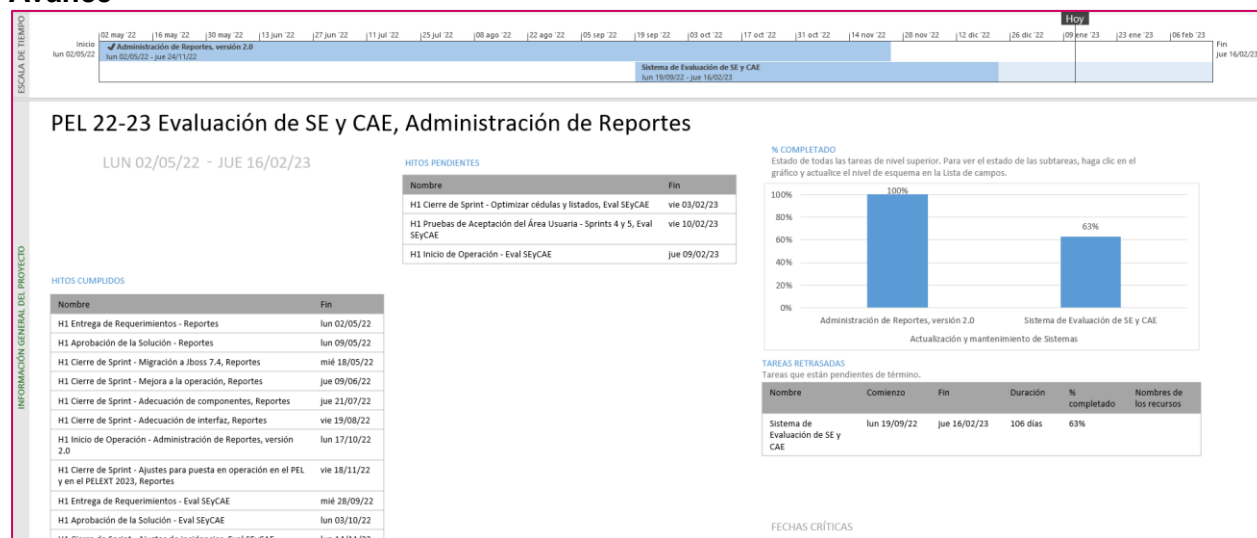 Avance
Hoy
ESCALA DE TIEMPO
02 may '22 16 may '22 30 may '22 13 jun '22 27 jun '22 11 jul '22 25 jul '22 08 ago '22 22 ago '22 05 sep '22 19 sep '22 03 oct '22 17 oct '22 31 oct '22 14 nov '22 28 nov '22 12 dic '22 26 dic '22 09 ene '23 23 ene '23 06 feb '23
Inicio
lun 02/05/22
✔ Administración de Reportes, versión 2.0
lun 02/05/22 - jue 24/11/22
Sistema de Evaluación de SE y CAE
lun 19/09/22 - jue 16/02/23
Fin
jue 16/02/23
INFORMACIÓN GENERAL DEL PROYECTO
PEL 22-23 Evaluación de SE y CAE, Administración de Reportes
LUN 02/05/22 - JUE 16/02/23
HITOS PENDIENTES
Nombre Fin
H1 Cierre de Sprint - Optimizar cédulas y listados, Eval SEyCAE vie 03/02/23
H1 Pruebas de Aceptación del Área Usuaria - Sprints 4 y 5, Eval vie 10/02/23
SEyCAE
H1 Inicio de Operación - Eval SEyCAE jue 09/02/23
HITOS CUMPLIDOS
Nombre Fin
H1 Entrega de Requerimientos - Reportes lun 02/05/22
H1 Aprobación de la Solución - Reportes lun 09/05/22
H1 Cierre de Sprint - Migración a Jboss 7.4, Reportes mié 18/05/22
H1 Cierre de Sprint - Mejora a la operación, Reportes jue 09/06/22
H1 Cierre de Sprint - Adecuación de componentes, Reportes jue 21/07/22
H1 Cierre de Sprint - Adecuación de interfaz, Reportes vie 19/08/22
H1 Inicio de Operación - Administración de Reportes, versión lun 17/10/22
2.0
H1 Cierre de Sprint - Ajustes para puesta en operación en el PEL vie 18/11/22
y en el PELEXT 2023, Reportes
H1 Entrega de Requerimientos - Eval SEyCAE mié 28/09/22
H1 Aprobación de la Solución - Eval SEyCAE lun 03/10/22
% COMPLETADO
Estado de todas las tareas de nivel superior. Para ver el estado de las subtareas, haga clic en el
gráfico y actualice el nivel de esquema en la Lista de campos.
100%
80%
60%
40%
20%
0%
100%
63%
Administración de Reportes, versión 2.0 Sistema de Evaluación de SE y CAE
Actualización y mantenimiento de Sistemas
TAREAS RETRASADAS
Tareas que están pendientes de término.
Nombre Comienzo Fin Duración % Nombres de
completado los recursos
Sistema de lun 19/09/22 jue 16/02/23 106 días 63%
Evaluación de SE y
CAE
FECHAS CRÍTICAS